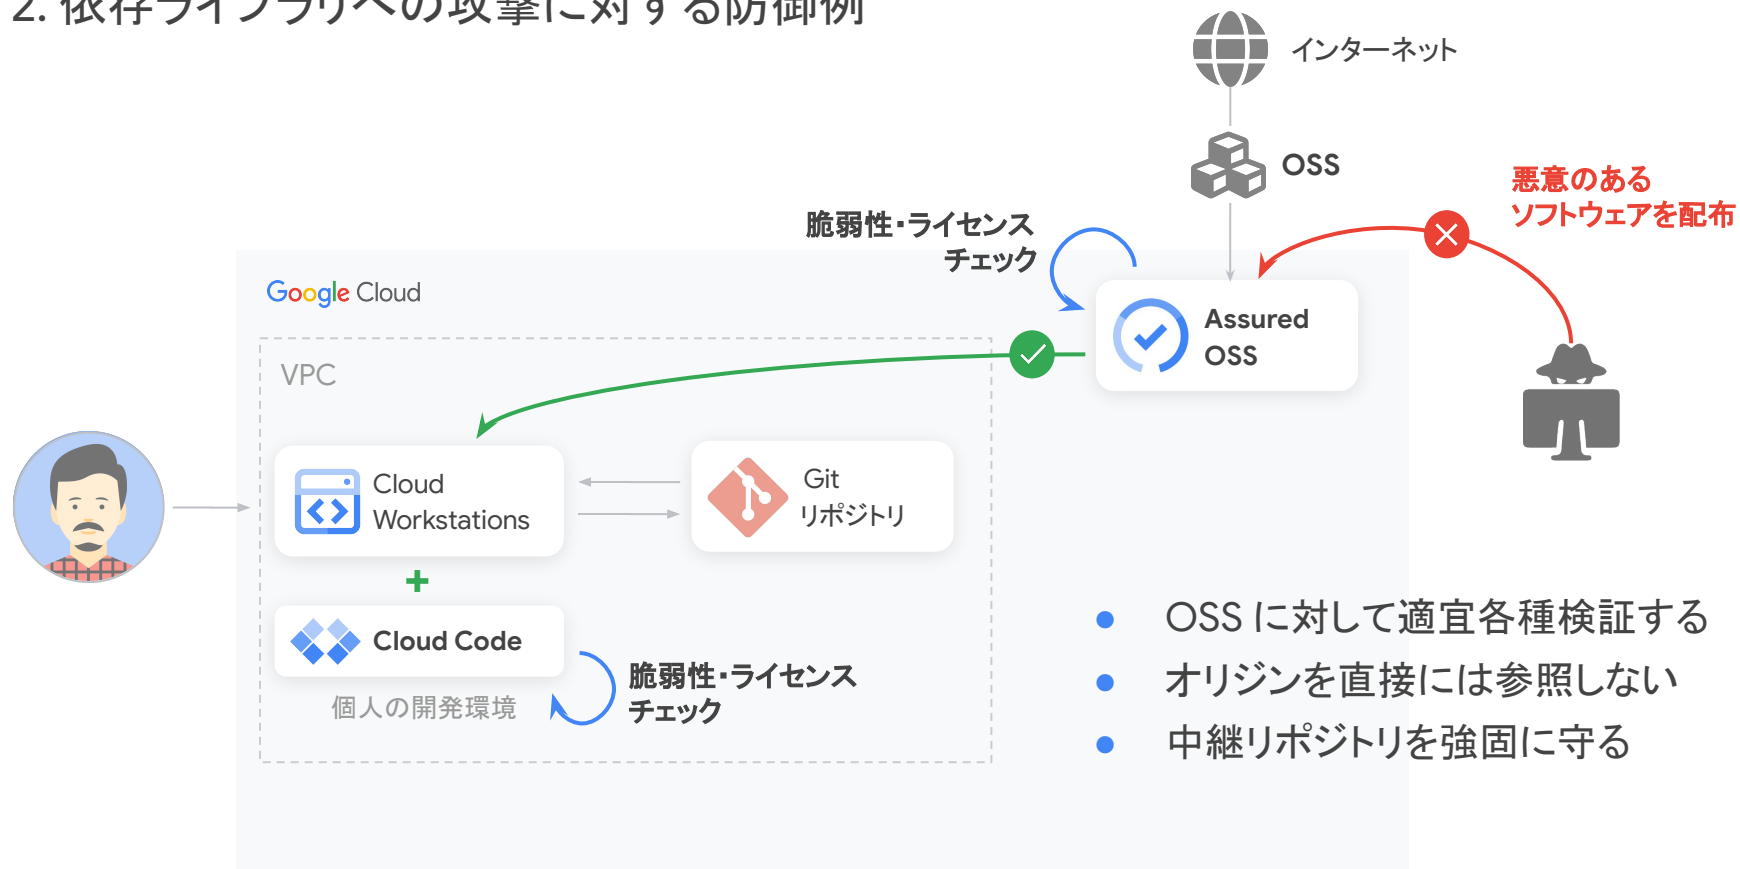 2. 依存ライブラリへの攻撃に対する防御例
インターネット
OSS
悪意のある
ソフトウェアを配布
脆弱性・ライセンス
チェック
Google Cloud
Assured
OSS
VPC
Cloud
Workstations
Git
リポジトリ
Cloud Code
個人の開発環境
脆弱性・ライセンス
チェック
● OSS に対して適宜各種検証する
● オリジンを直接には参照しない
● 中継リポジトリを強固に守る